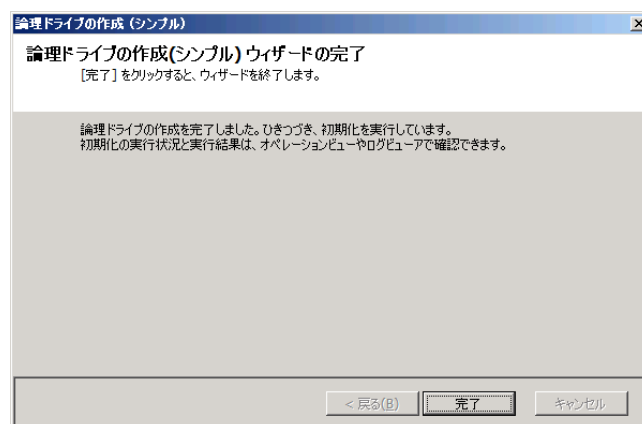 論理ドライブの作成 (シンプル)
論理ドライブの作成(シンプル) ウィザードの完了
[完了] をクリックすると、ウィザードを終了します。
論理ドライブの作成を完了しました。ひきつづき、初期化を実行しています。
初期化の実行状況と実行結果は、オペレーションビューやログビューアで確認できます。
< 戻る(B)
完了
キャンセル